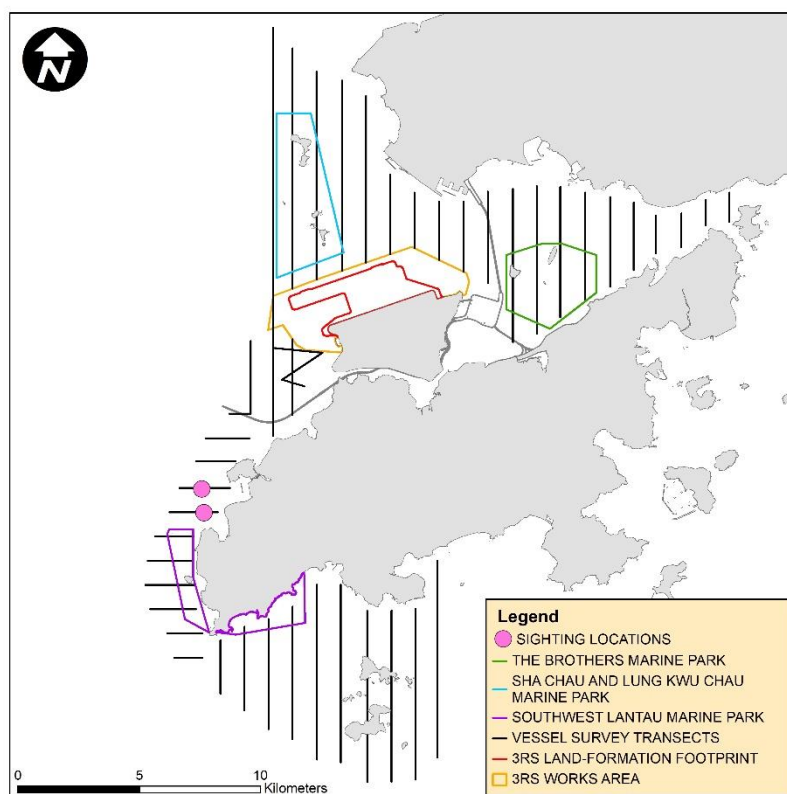 N
Legend
SIGHTING LOCATIONS
THE BROTHERS MARINE PARK
SHA CHAU AND LUNG KWU CHAU
MARINE PARK
SOUTHWEST LANTAU MARINE PARK
VESSEL SURVEY TRANSECTS
3RS LAND-FORMATION FOOTPRINT
3RS WORKS AREA
0 5 10
Kilometers